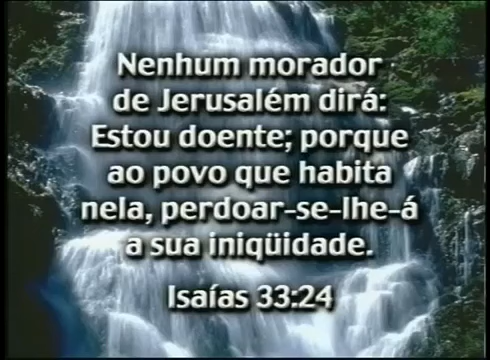 Nenhum morador
de Jerusalém dirá:
Estou doente; porque
ao povo que habita
nela, perdoar-se-lhe-á
a sua iniqüidade.
Isaías 33:24